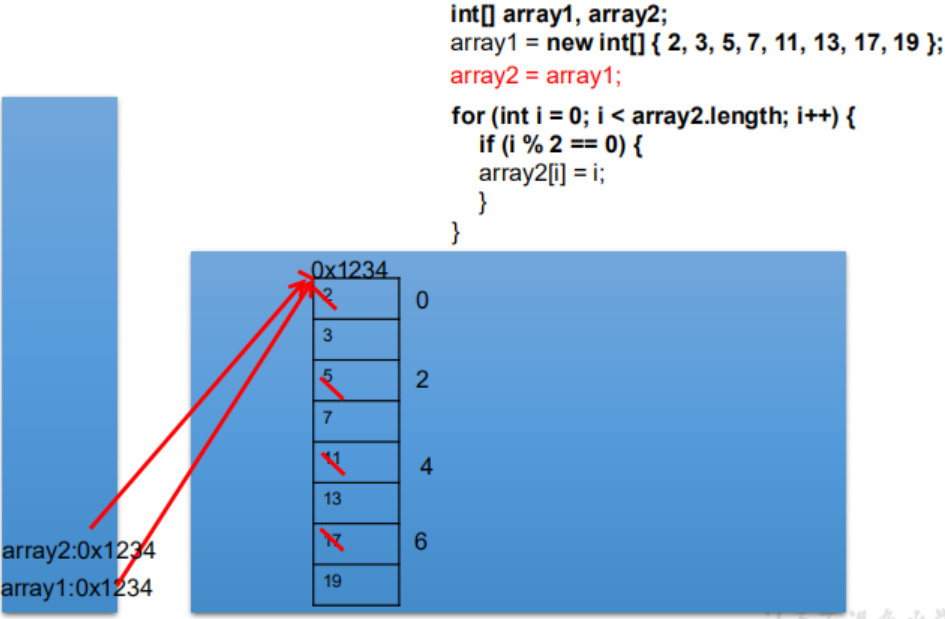 int[] array1, array2;
array1 = new int[] { 2, 3, 5, 7, 11, 13, 17, 19 };
array2 = array1;
for (int i = 0; i < array2.length; i++) {
if (i % 2 == 0) {
array2[i] = i;
}
}
0x1234
2 0
3
5 2
7
11 4
13
17 6
19
array2:0x1234
array1:0x1234